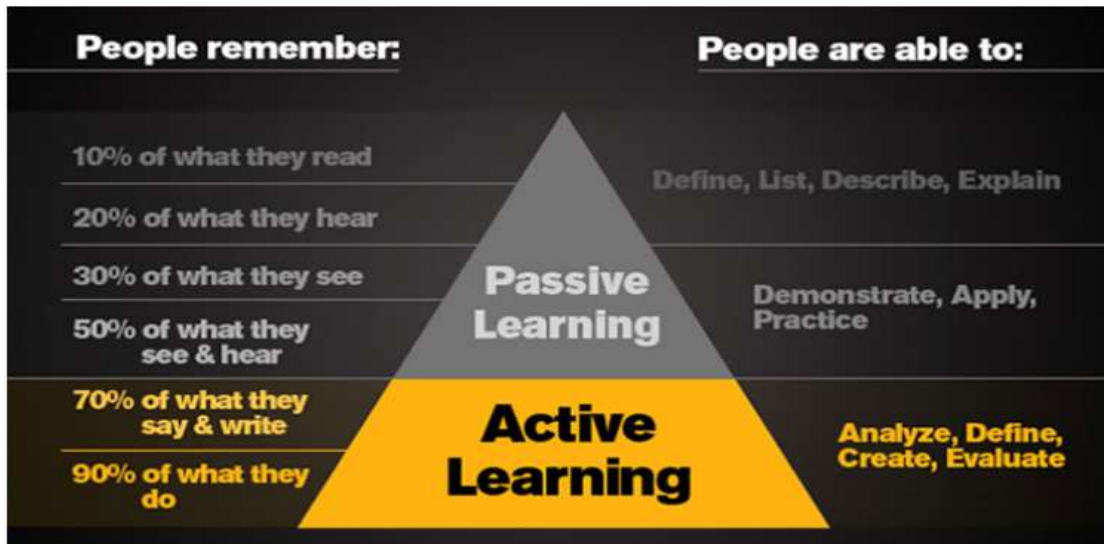 People remember:
People are able to:
10% of what they read
20% of what they hear
30% of what they see
50% of what they
see & hear
70% of what they
say & write
90% of what they
do
Passive
Learning
Active
Learning
Define, List, Describe, Explain
Demonstrate, Apply,
Practice
Analyze, Define,
Create, Evaluate